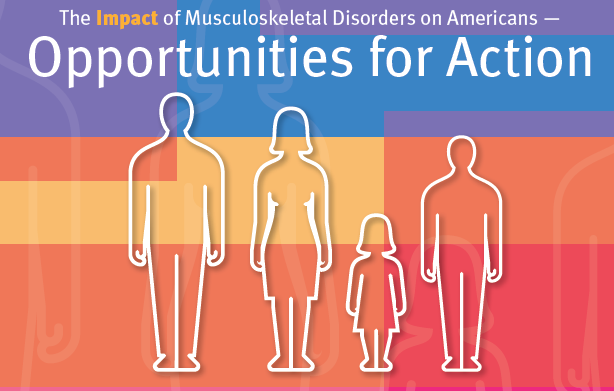 The Impact of Musculoskeletal Disorders on Americans —
Opportunities for Action